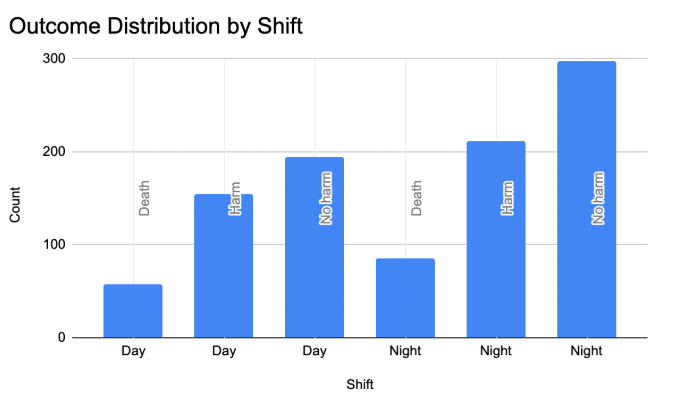 Outcome Distribution by Shift
Count
300
200
100
0
Death
Harm
No harm
Death
Harm
No harm
Day
Day
Day
Night
Night
Night
Shift